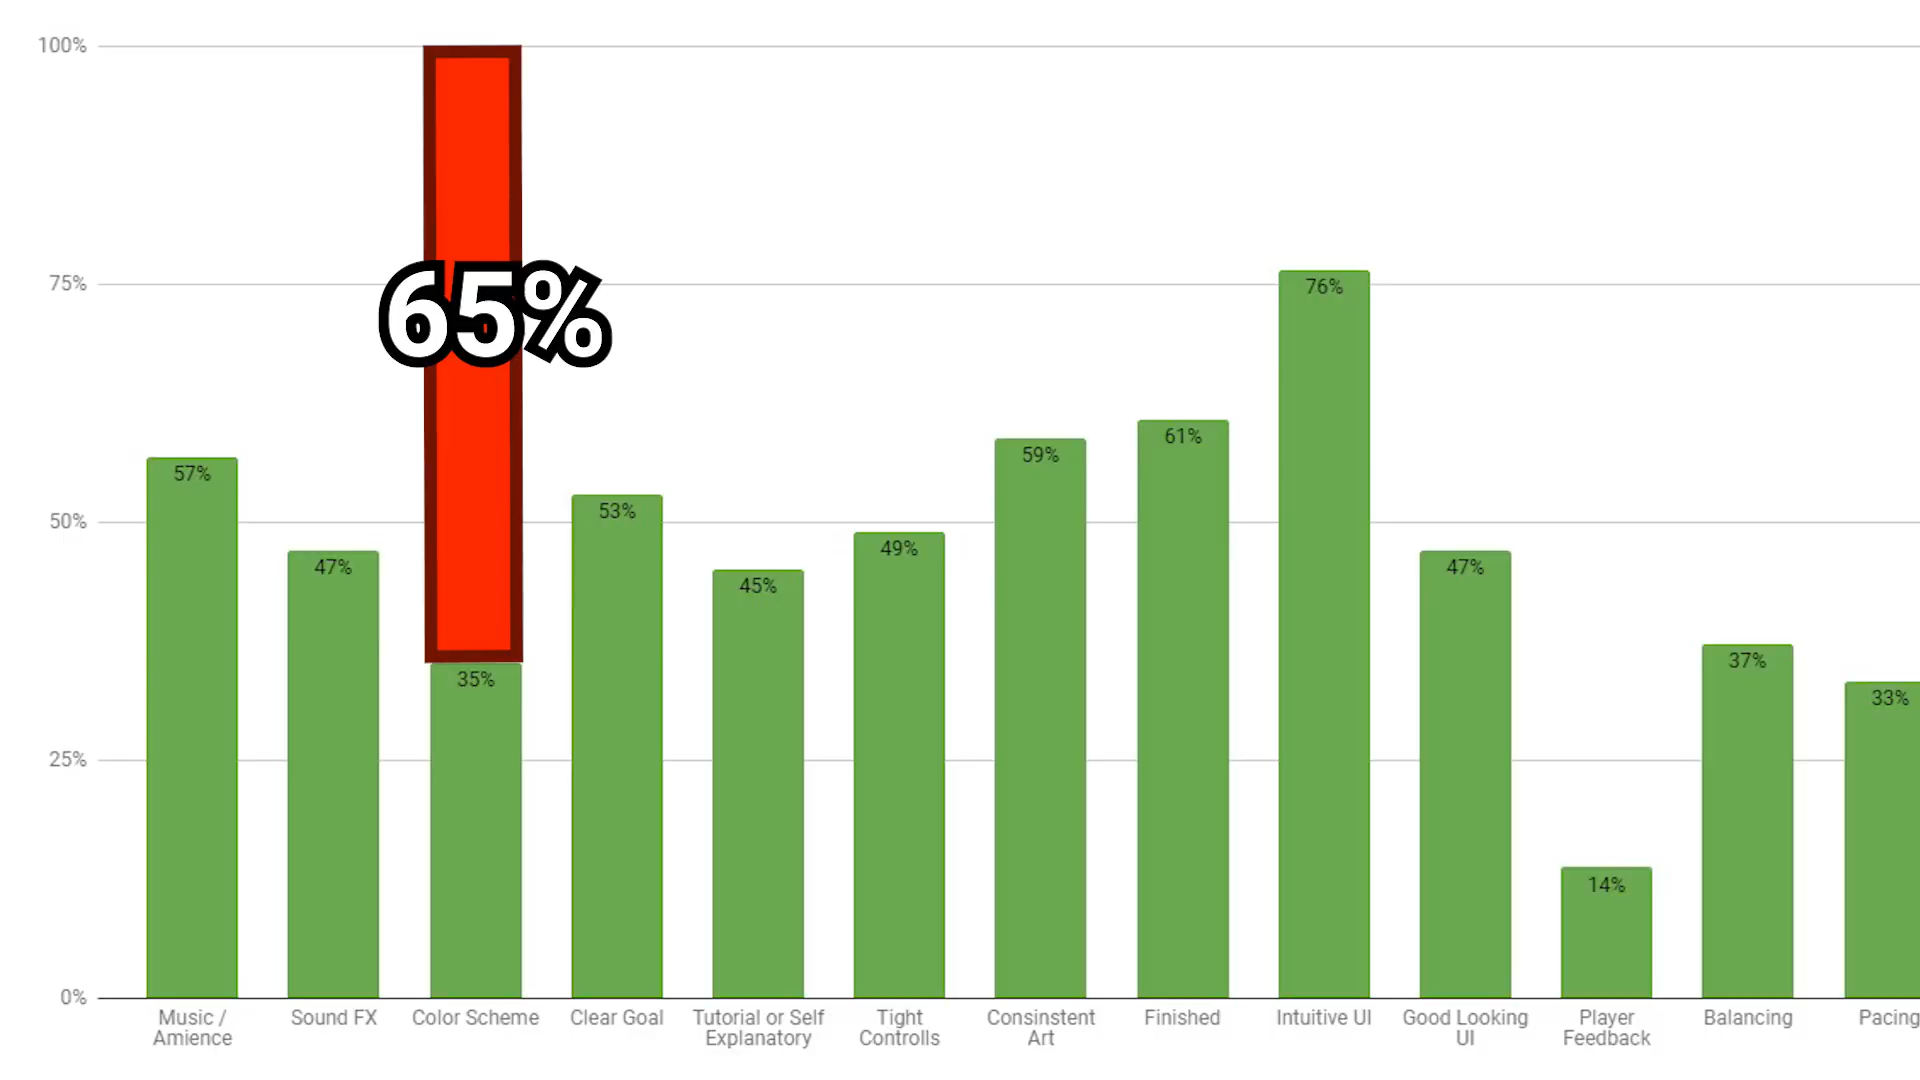 100%
75%
50%
25%
0%
65%
57%
47%
35%
53%
45%
49%
59%
61%
76%
47%
14%
37%
33%
Music /
Amience
Sound FX
Color Scheme
Clear Goal
Tutorial or Self
Explanatory
Tight
Controlls
Consinstent
Art
Finished
Intuitive UI
Good Looking
UI
Player
Feedback
Balancing
Pacing